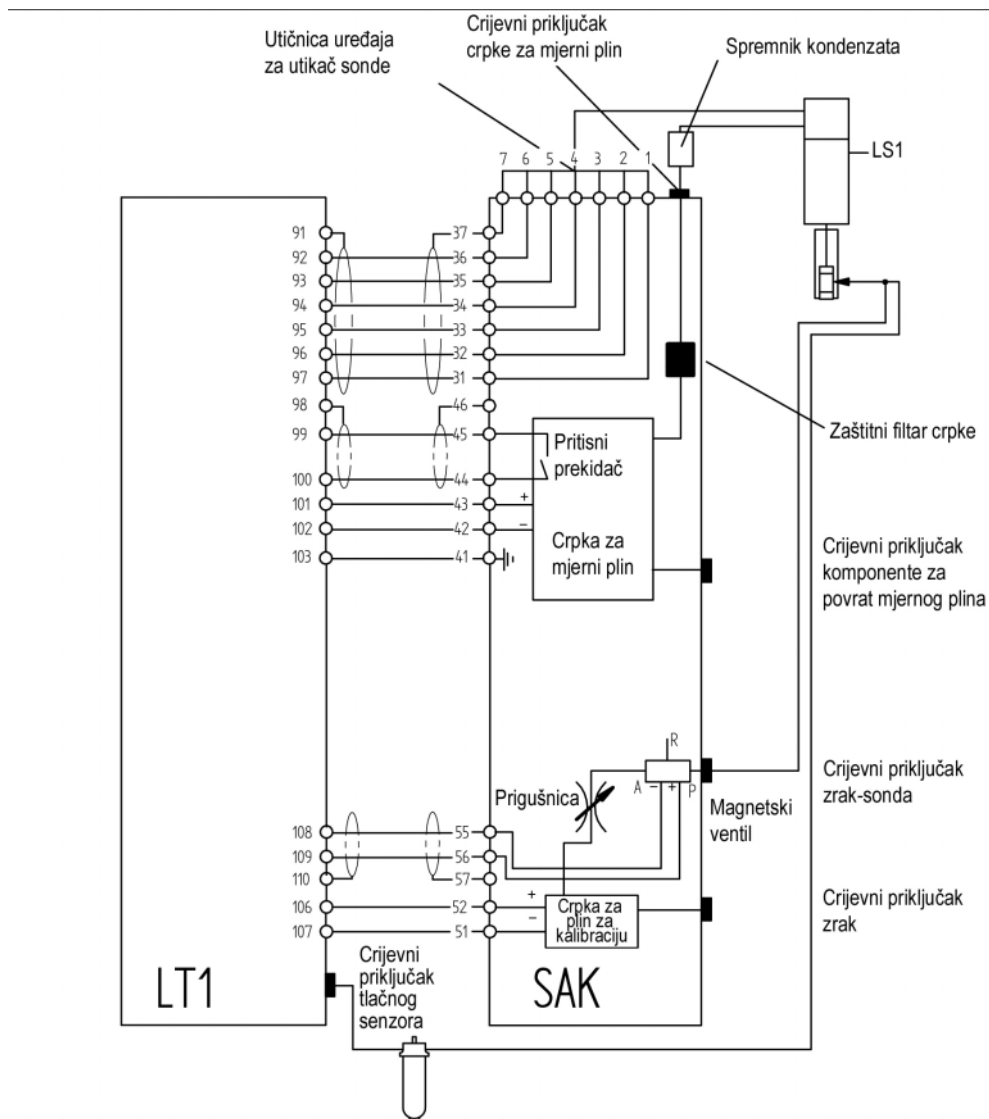 Utičnica uređaja
za utikač sonde
Crijevni priključak
crpke za mjerni plin
Spremnik kondenzata
LS1
7 6 5 4 3 2 1
91 37
92 36
93 35
94 34
95 33
96 32
97 31
98 46
99 45
100 44
101 43 +
102 42 −
103 41
Pritisni
prekidač
Crpka za
mjerni plin
Zaštitni filtar crpke
Crijevni priključak
komponente za
povrat mjernog plina
R
A − + P
Prigušnica
Magnetski
ventil
Crijevni priključak
zrak-sonda
108 55
109 56
110 57
106 52 +
107 51 −
Crpka za
plin za
kalibraciju
Crijevni priključak
zrak
Crijevni
priključak
tlačnog
senzora
LT1
SAK